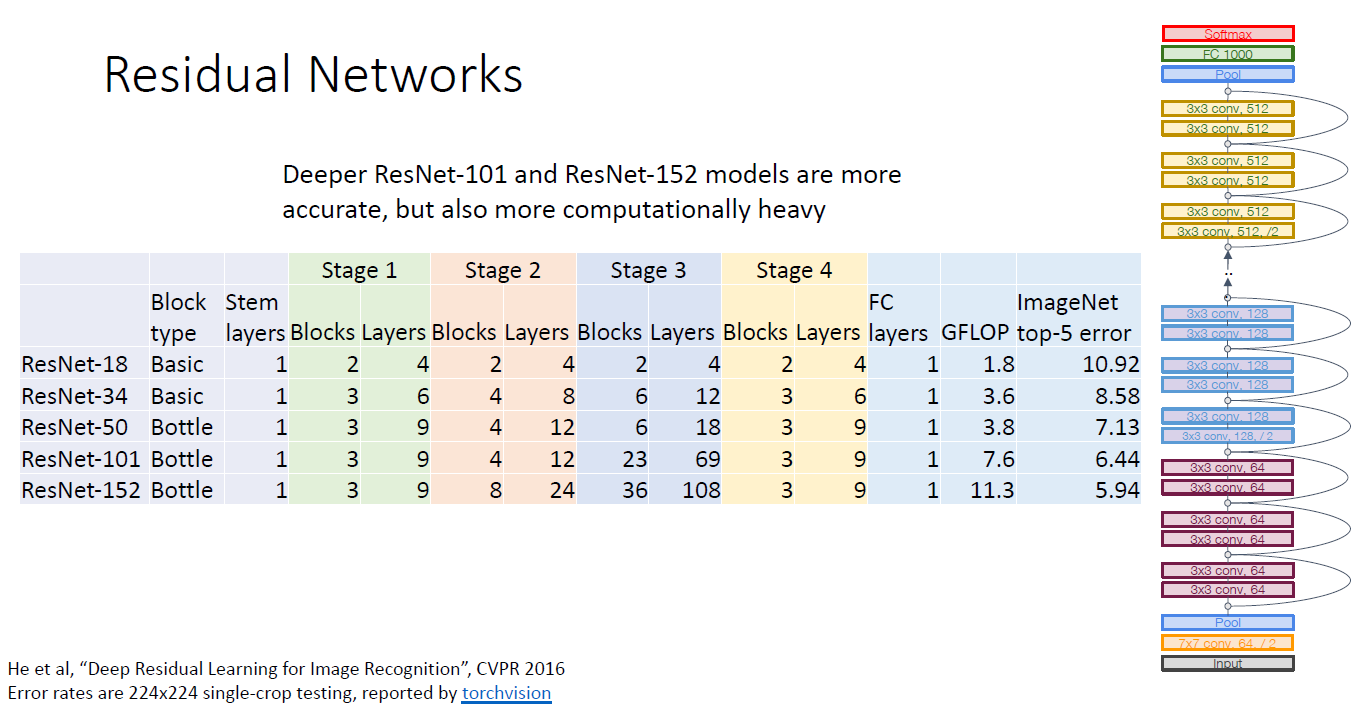 Residual Networks
Deeper ResNet-101 and ResNet-152 models are more
accurate, but also more computationally heavy
Stage 1 Stage 2 Stage 3 Stage 4
Block type Stem layers Blocks Layers Blocks Layers Blocks Layers Blocks Layers FC layers GFLOP ImageNet top-5 error
ResNet-18 Basic 1 2 4 2 4 2 4 2 4 1 1.8 10.92
ResNet-34 Basic 1 3 6 4 8 6 12 3 6 1 3.6 8.58
ResNet-50 Bottle 1 3 9 4 12 6 18 3 9 1 3.8 7.13
ResNet-101 Bottle 1 3 9 4 12 23 69 3 9 1 7.6 6.44
ResNet-152 Bottle 1 3 9 8 24 36 108 3 9 1 11.3 5.94
He et al, “Deep Residual Learning for Image Recognition”, CVPR 2016
Error rates are 224x224 single-crop testing, reported by torchvision
Softmax
FC 1000
Pool
3x3 conv, 512
3x3 conv, 512
3x3 conv, 512
3x3 conv, 512
3x3 conv, 512
3x3 conv, 512, /2
..
3x3 conv, 128
3x3 conv, 128
3x3 conv, 128
3x3 conv, 128
3x3 conv, 128
3x3 conv, 128, / 2
3x3 conv, 64
3x3 conv, 64
3x3 conv, 64
3x3 conv, 64
3x3 conv, 64
3x3 conv, 64
Pool
7x7 conv, 64, / 2
Input